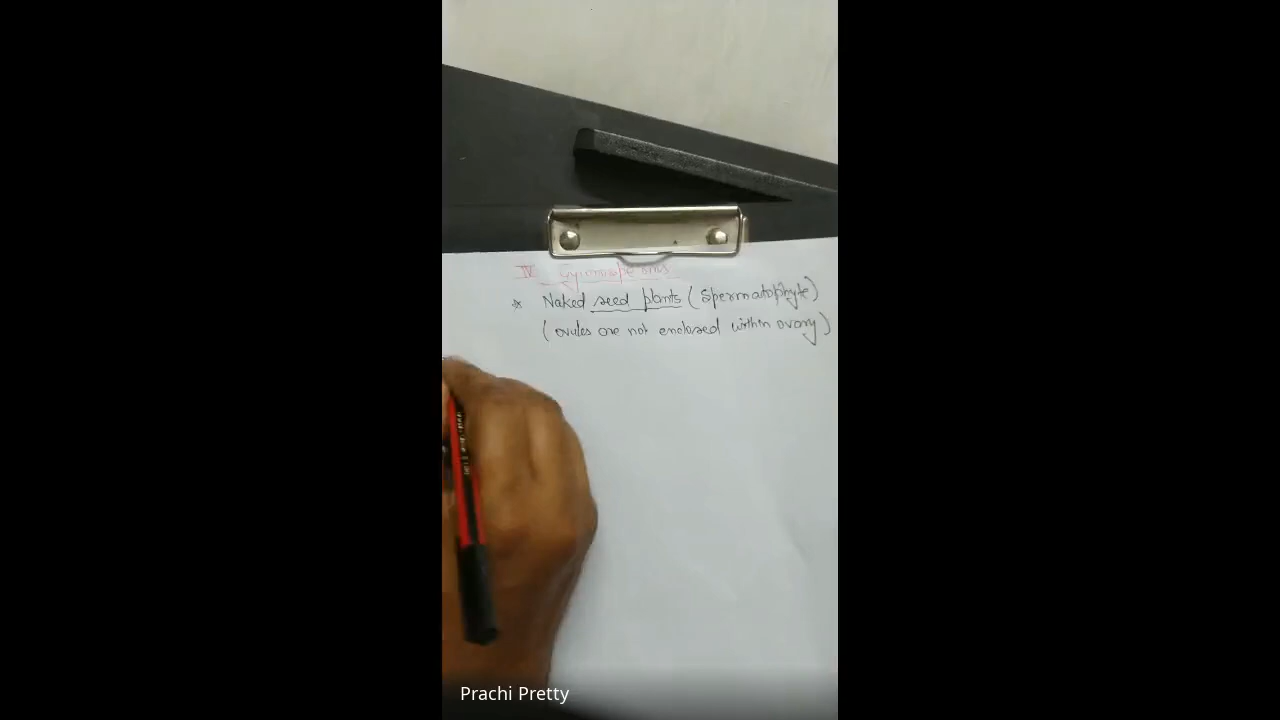 IV Gymnosperms
* Naked seed plants (Spermatophyte)
(ovules are not enclosed within ovary)
Prachi Pretty